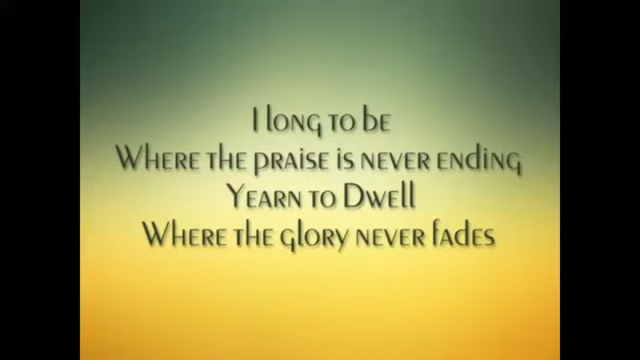 I long to be
Where the praise is never ending
Yearn to Dwell
Where the glory never fades